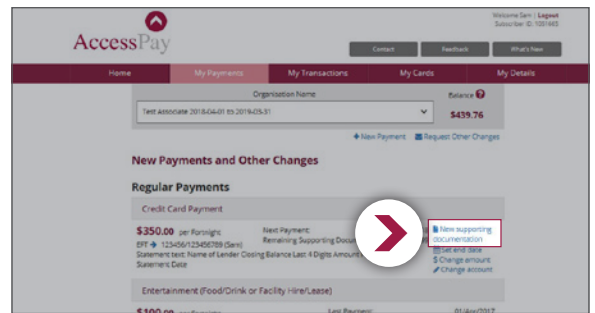 Welcome Sam | Logout
Subscriber ID: 1001463
AccessPay
Contact Feedback What's New
Home My Payments My Transactions My Cards My Details
Organisation Name Balance ?
Test Associate 2018-04-01 to 2019-03-31 $439.76
New Payment Request Other Changes
New Payments and Other Changes
Regular Payments
Credit Card Payment
$350.00 per Fortnight Next Payment: New supporting
EFT 123456/123456789 (Sam) Remaining Supporting documentation
Statement text: Name of Lender Closing Balance Last 4 Digits Amount Set end date
Statement Date $ Change amount
Change account
Entertainment (Food/Drink or Facility Hire/Lease)
$100.00 per Fortnight Last Payment: 01/Apr/2017